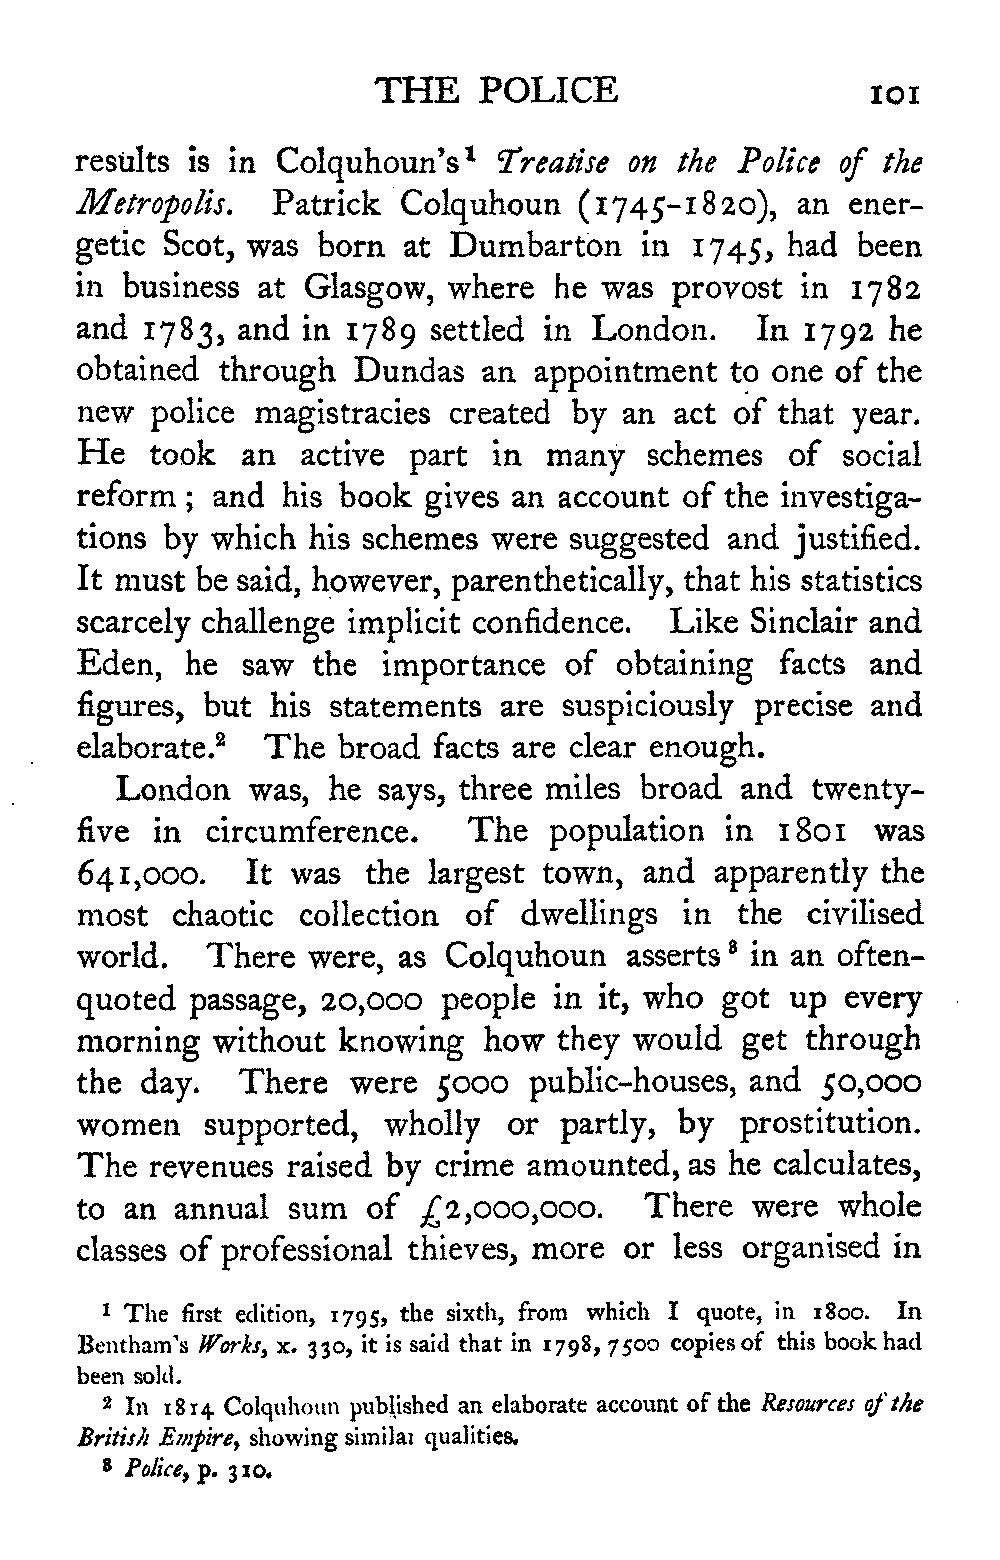 THE POLICE 101
results is in Colquhoun's¹ Treatise on the Police of the
Metropolis. Patrick Colquhoun (1745-1820), an ener-
getic Scot, was born at Dumbarton in 1745, had been
in business at Glasgow, where he was provost in 1782
and 1783, and in 1789 settled in London. In 1792 he
obtained through Dundas an appointment to one of the
new police magistracies created by an act of that year.
He took an active part in many schemes of social
reform; and his book gives an account of the investiga-
tions by which his schemes were suggested and justified.
It must be said, however, parenthetically, that his statistics
scarcely challenge implicit confidence. Like Sinclair and
Eden, he saw the importance of obtaining facts and
figures, but his statements are suspiciously precise and
elaborate.² The broad facts are clear enough.
London was, he says, three miles broad and twenty-
five in circumference. The population in 1801 was
641,000. It was the largest town, and apparently the
most chaotic collection of dwellings in the civilised
world. There were, as Colquhoun asserts³ in an often-
quoted passage, 20,000 people in it, who got up every
morning without knowing how they would get through
the day. There were 5000 public-houses, and 50,000
women supported, wholly or partly, by prostitution.
The revenues raised by crime amounted, as he calculates,
to an annual sum of £2,000,000. There were whole
classes of professional thieves, more or less organised in
¹ The first edition, 1795, the sixth, from which I quote, in 1800. In
Bentham's Works, x. 330, it is said that in 1798, 7500 copies of this book had
been sold.
² In 1814 Colquhoun published an elaborate account of the Resources of the
British Empire, showing similar qualities.
³ Police, p. 310.